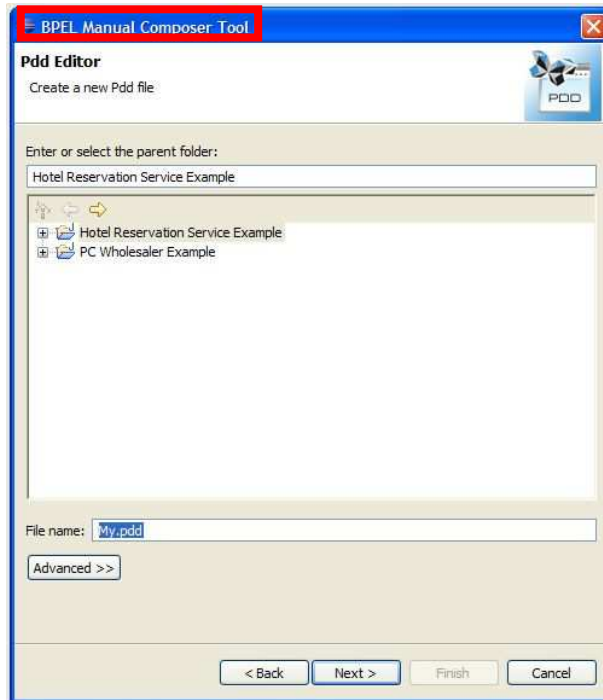 BPEL Manual Composer Tool
Pdd Editor
Create a new Pdd file
PDD
Enter or select the parent folder:
Hotel Reservation Service Example
Hotel Reservation Service Example
PC Wholesaler Example
File name: My.pdd
Advanced >>
< Back Next > Finish Cancel